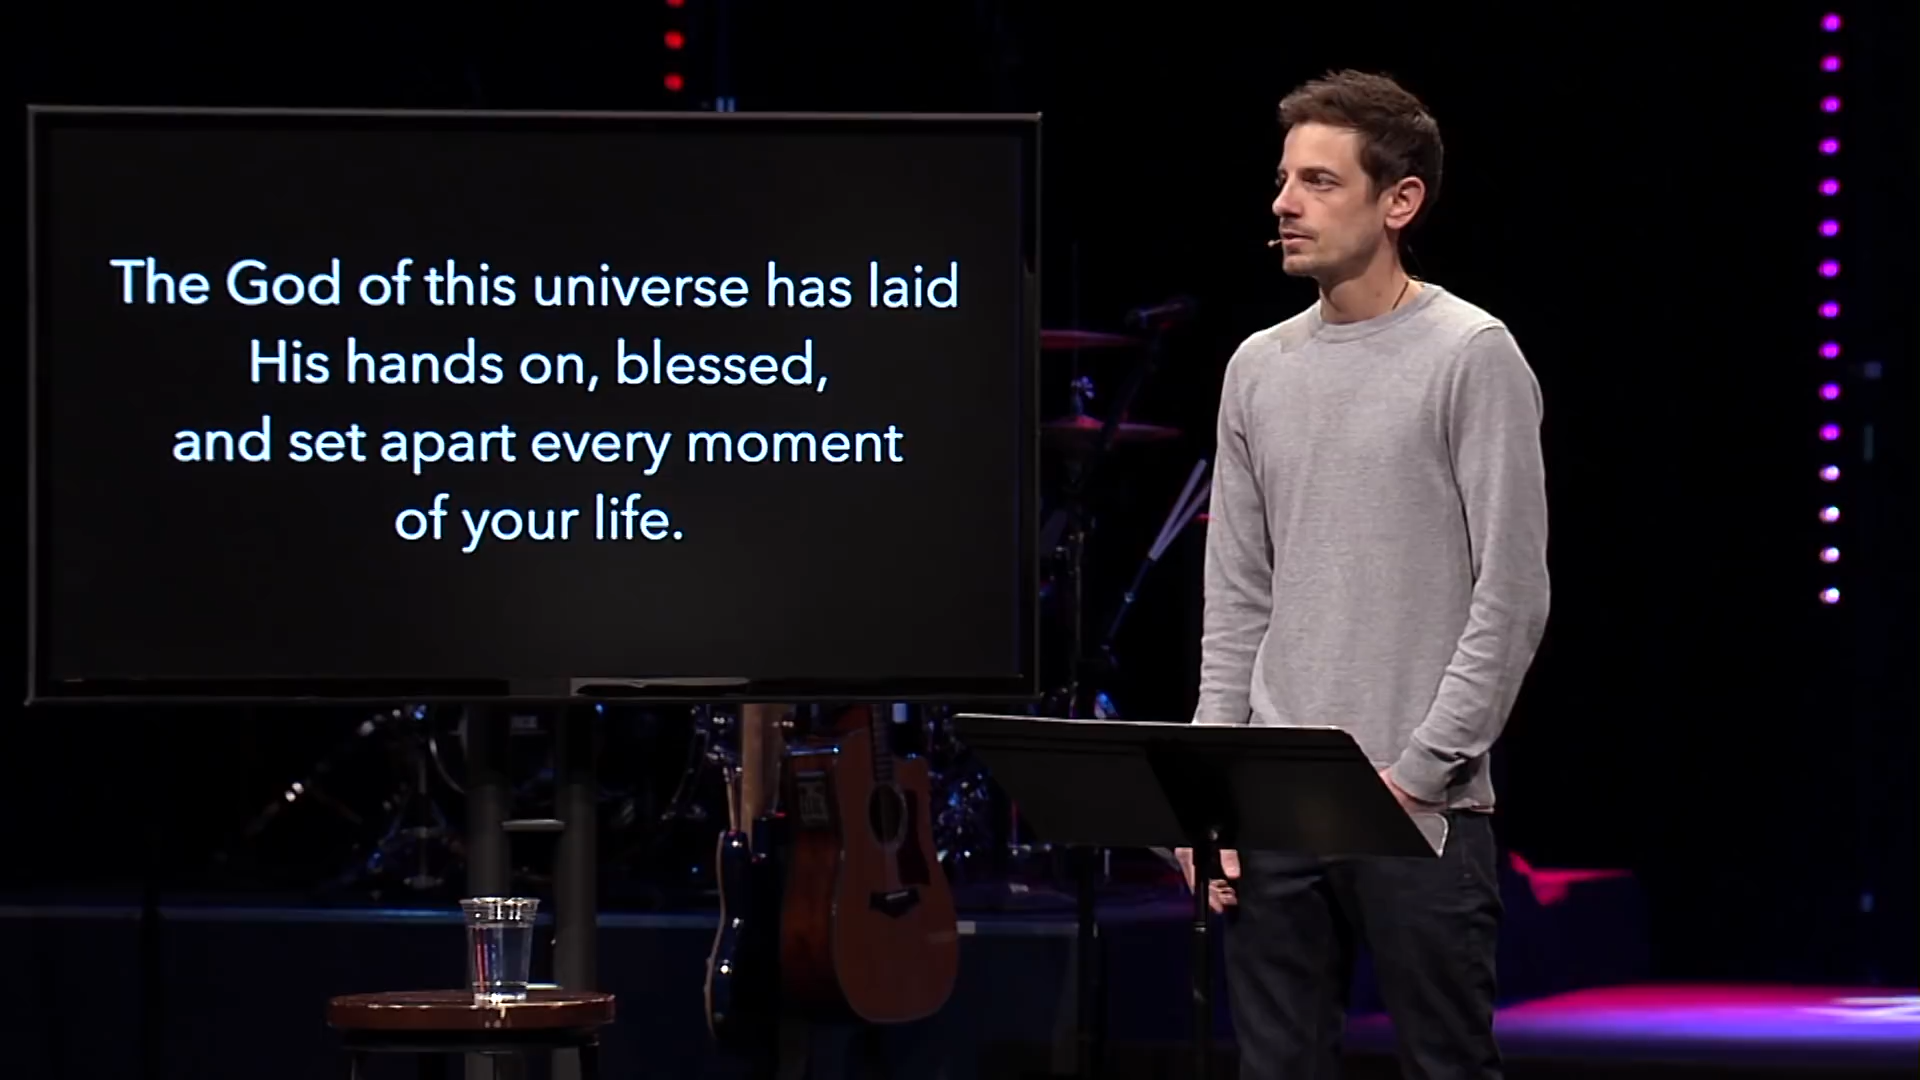 The God of this universe has laid
His hands on, blessed,
and set apart every moment
of your life.